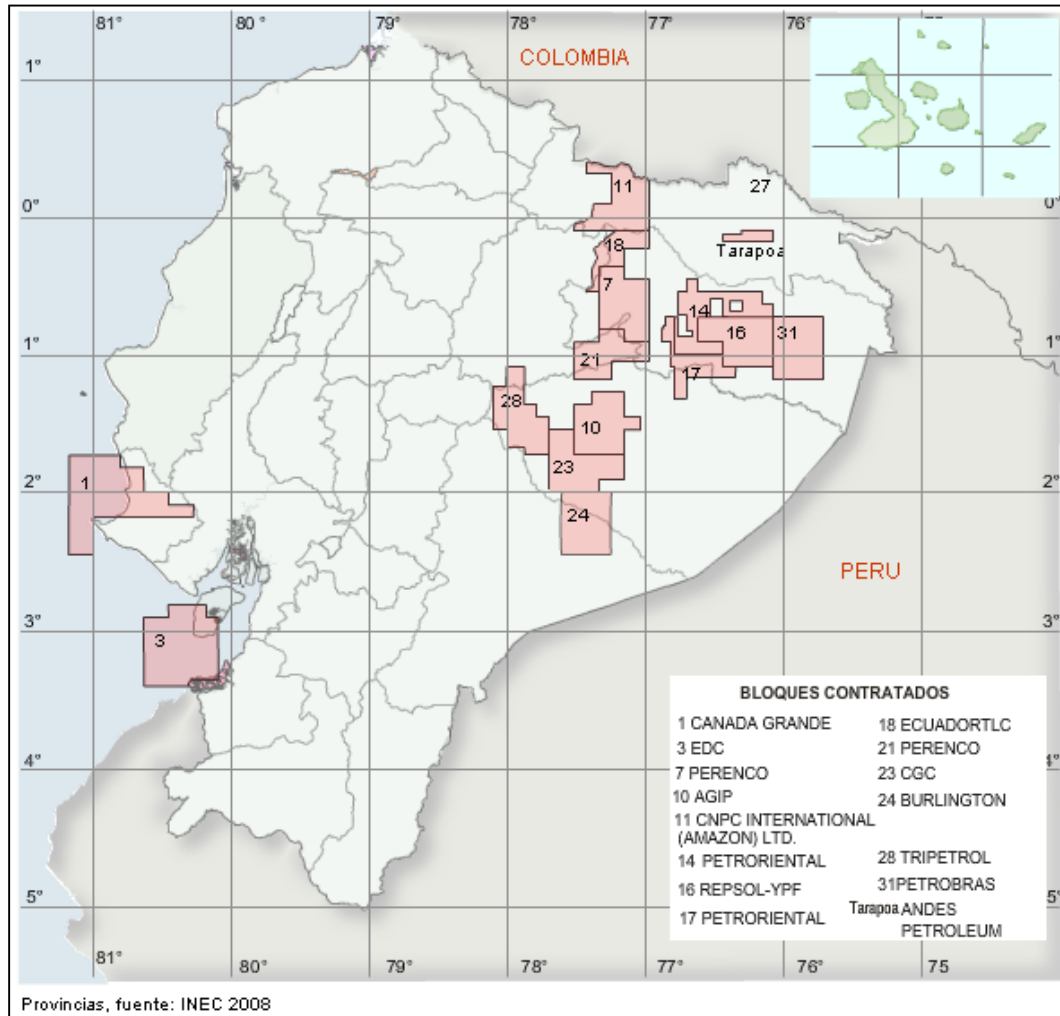 81° 80 79° 78° 77° 76° 75
COLOMBIA
1° 1°
11 27
0° 0°
18
Tarapoa
7
14 16 31
1° 1°
21
17
28
10
23
1
2° 2°
24
PERU
3° 3°
3
BLOQUES CONTRATADOS
1 CANADA GRANDE
3 EDC
7 PERENCO
10 AGIP
11 CNPC INTERNATIONAL
(AMAZON) LTD.
14 PETRORIENTAL
16 REPSOL-YPF
17 PETRORIENTAL
18 ECUADORTLC
21 PERENCO
23 CGC
24 BURLINGTON
28 TRIPETROL
31PETROBRAS
Tarapoa ANDES
PETROLEUM
4° 4°
5° 5°
81° 80 79° 78° 77° 76° 75
Provincias, fuente: INEC 2008